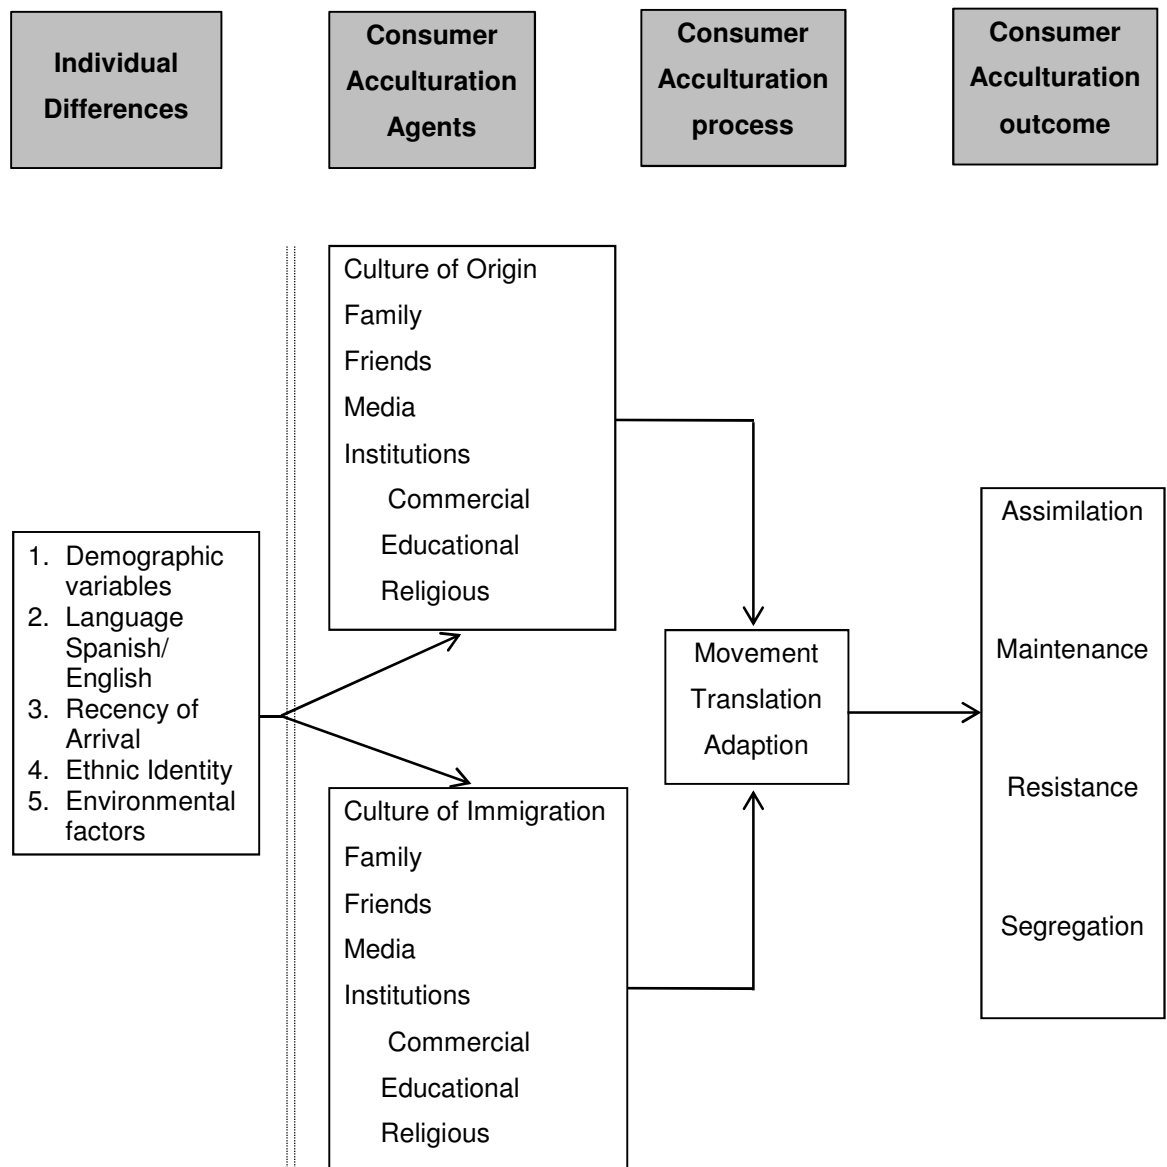 Individual
Differences
Consumer
Acculturation
Agents
Consumer
Acculturation
process
Consumer
Acculturation
outcome
1. Demographic
variables
2. Language
Spanish/
English
3. Recency of
Arrival
4. Ethnic Identity
5. Environmental
factors
Culture of Origin
Family
Friends
Media
Institutions
Commercial
Educational
Religious
Culture of Immigration
Family
Friends
Media
Institutions
Commercial
Educational
Religious
Movement
Translation
Adaption
Assimilation
Maintenance
Resistance
Segregation